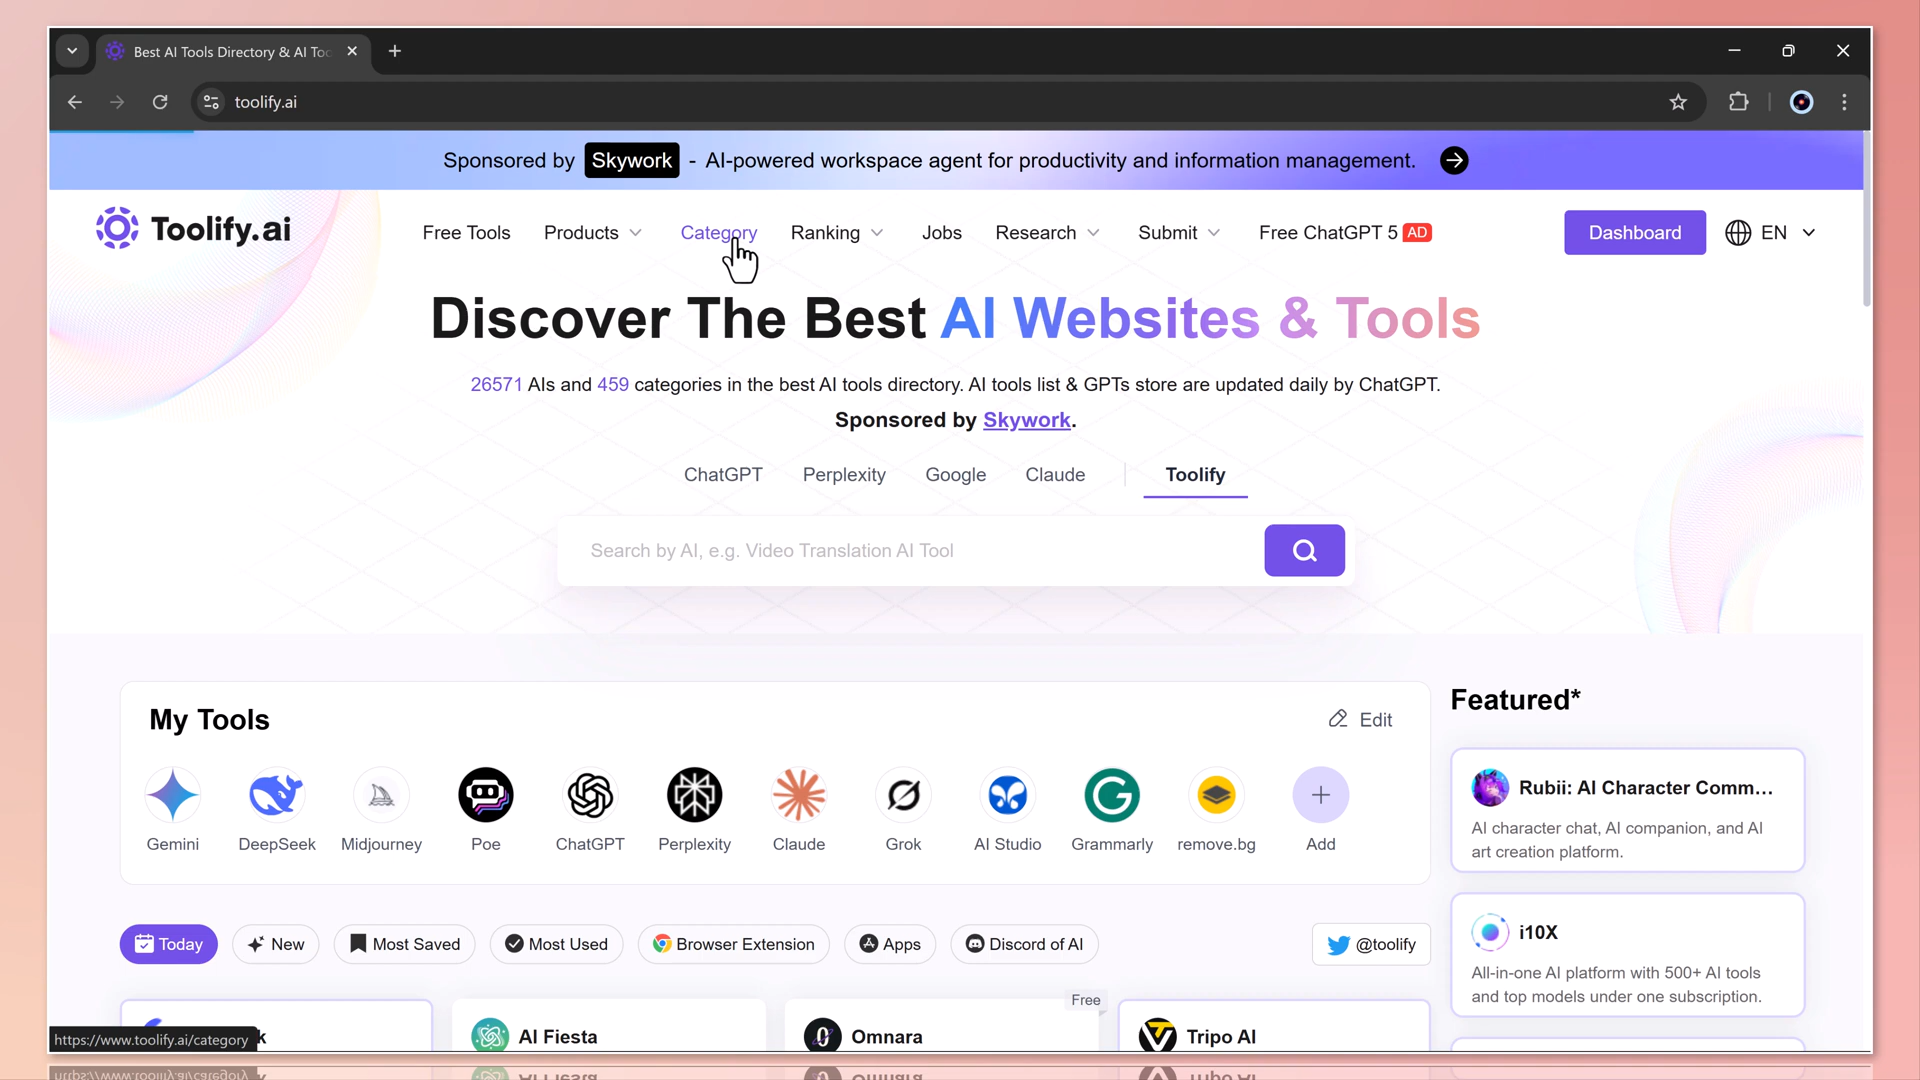 Best AI Tools Directory & AI Too
toolify.ai
Sponsored by Skywork - AI-powered workspace agent for productivity and information management.
Toolify.ai
Free Tools Products Category Ranking Jobs Research Submit Free ChatGPT 5 AD Dashboard EN
Discover The Best AI Websites & Tools
26571 AIs and 459 categories in the best AI tools directory. AI tools list & GPTs store are updated daily by ChatGPT.
Sponsored by Skywork.
ChatGPT Perplexity Google Claude Toolify
Search by AI, e.g. Video Translation AI Tool
My Tools
Edit
Gemini DeepSeek Midjourney Poe ChatGPT Perplexity Claude Grok AI Studio Grammarly remove.bg Add
Featured*
Rubii: AI Character Comm...
AI character chat, AI companion, and AI
art creation platform.
i10X
All-in-one AI platform with 500+ AI tools
and top models under one subscription.
Today New Most Saved Most Used Browser Extension Apps Discord of AI @toolify
Free
k AI Fiesta Omnara Tripo AI
https://www.toolify.ai/category